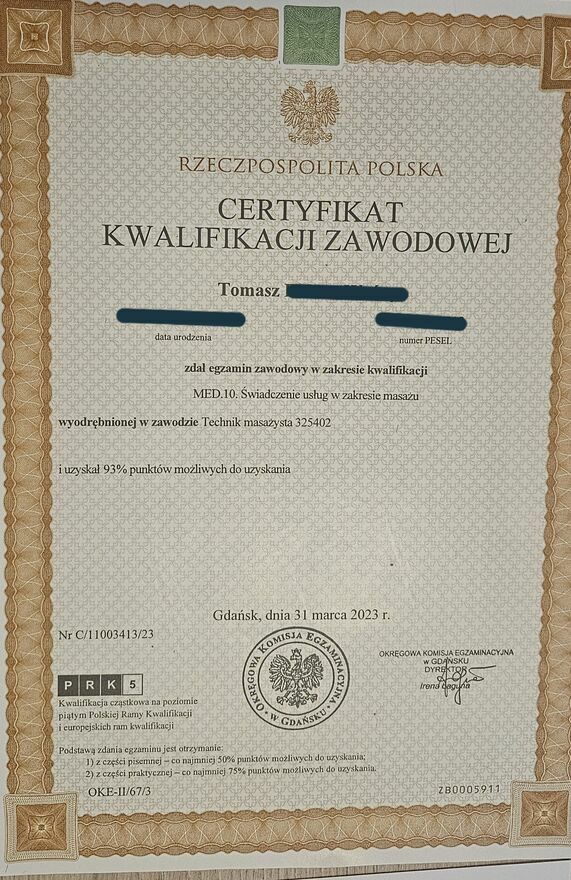 RZECZPOSPOLITA POLSKA
CERTYFIKAT
KWALIFIKACJI ZAWODOWEJ
Tomasz
data urodzenia
numer PESEL
zdał egzamin zawodowy w zakresie kwalifikacji
MED.10. Świadczenie usług w zakresie masażu
wyodrębnionej w zawodzie Technik masażysta 325402
i uzyskał 93% punktów możliwych do uzyskania
Gdańsk, dnia 31 marca 2023 r.
Nr C/11003413/23
OKRĘGOWA KOMISJA EGZAMINACYJNA
w GDAŃSKU
DYREKTOR
Irena Łaguna
OKRĘGOWA KOMISJA EGZAMINACYJNA
w GDAŃSKU
PRK5
Kwalifikacja cząstkowa na poziomie
piątym Polskiej Ramy Kwalifikacji
i europejskich ram kwalifikacji
Podstawą zdania egzaminu jest otrzymanie:
1) z części pisemnej – co najmniej 50% punktów możliwych do uzyskania;
2) z części praktycznej – co najmniej 75% punktów możliwych do uzyskania.
OKE-II/67/3
ZB0005911